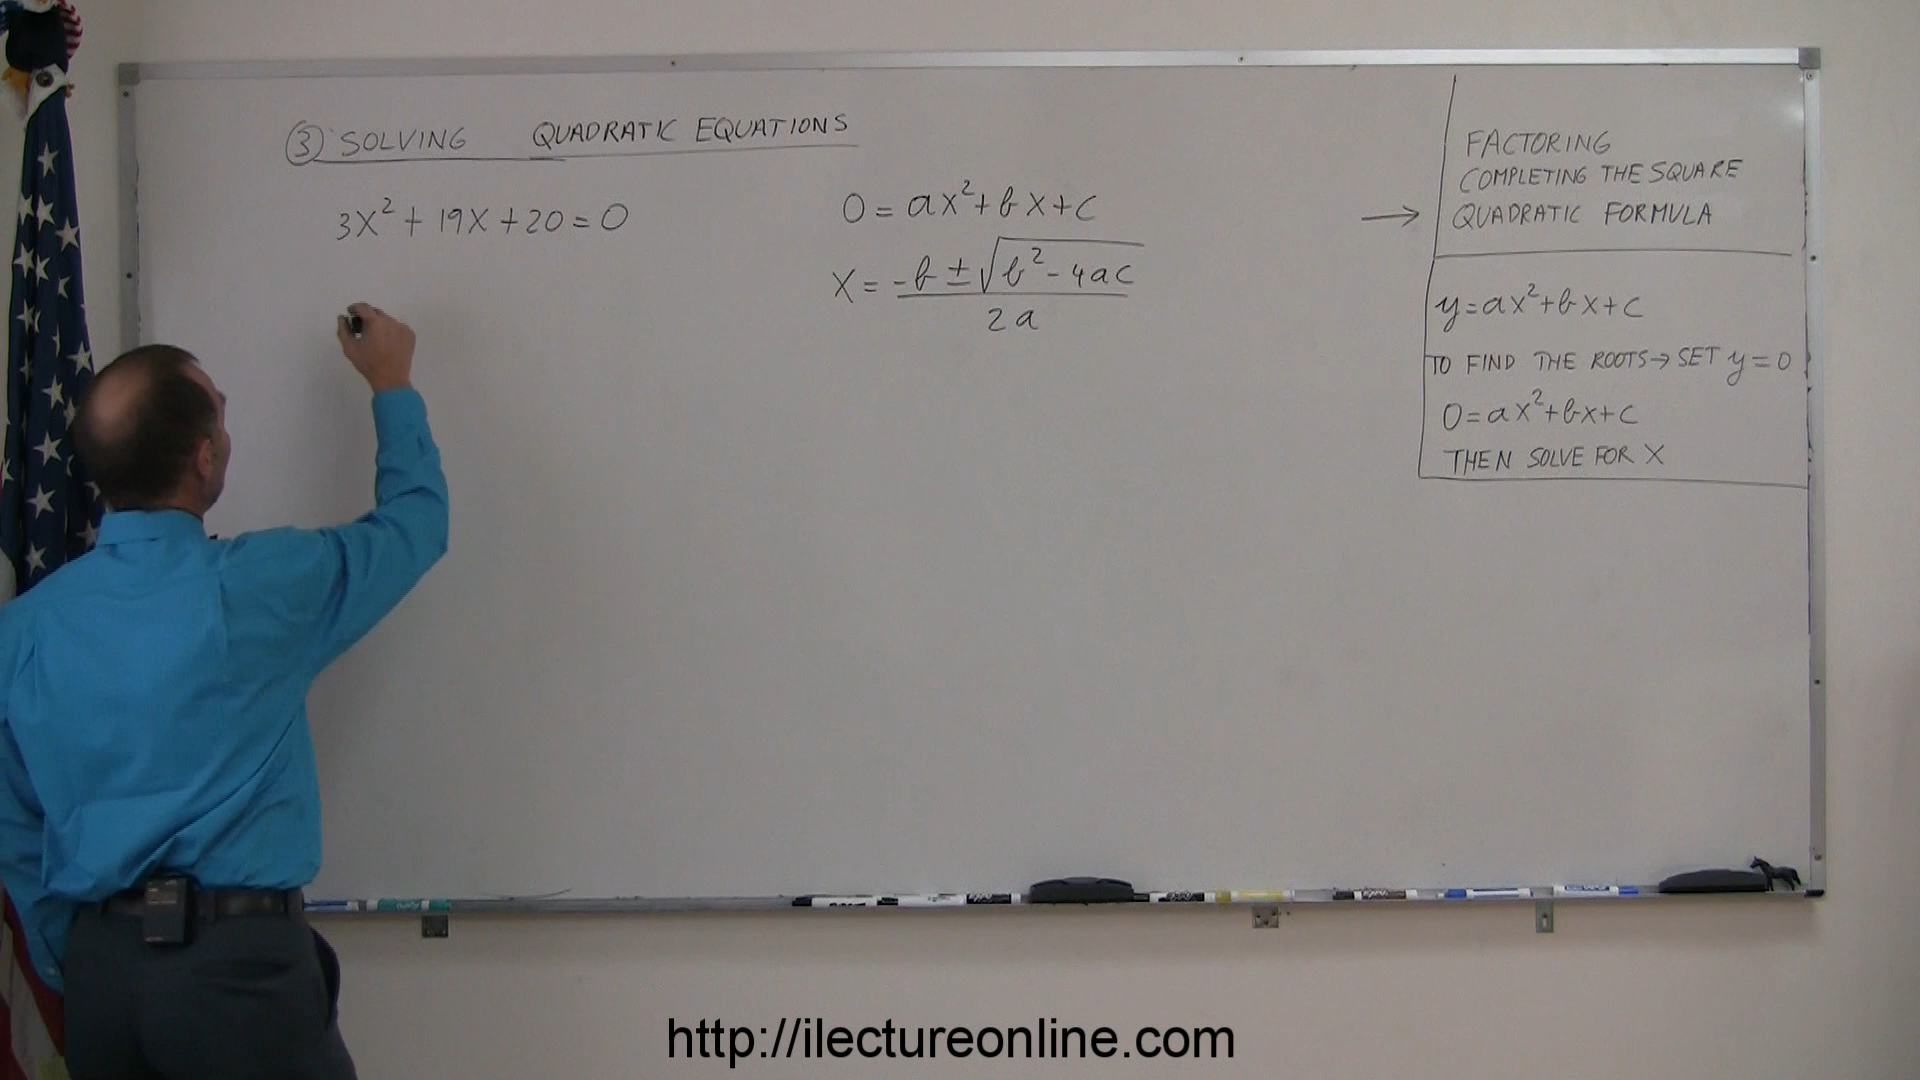 ③ SOLVING QUADRATIC EQUATIONS
3X² + 19X + 20 = 0
0 = ax² + bx + c
X = -b ± √b² - 4ac
2a
→
FACTORING
COMPLETING THE SQUARE
QUADRATIC FORMULA
y = ax² + bx + c
TO FIND THE ROOTS → SET y = 0
0 = ax² + bx + c
THEN SOLVE FOR X
http://ilectureonline.com